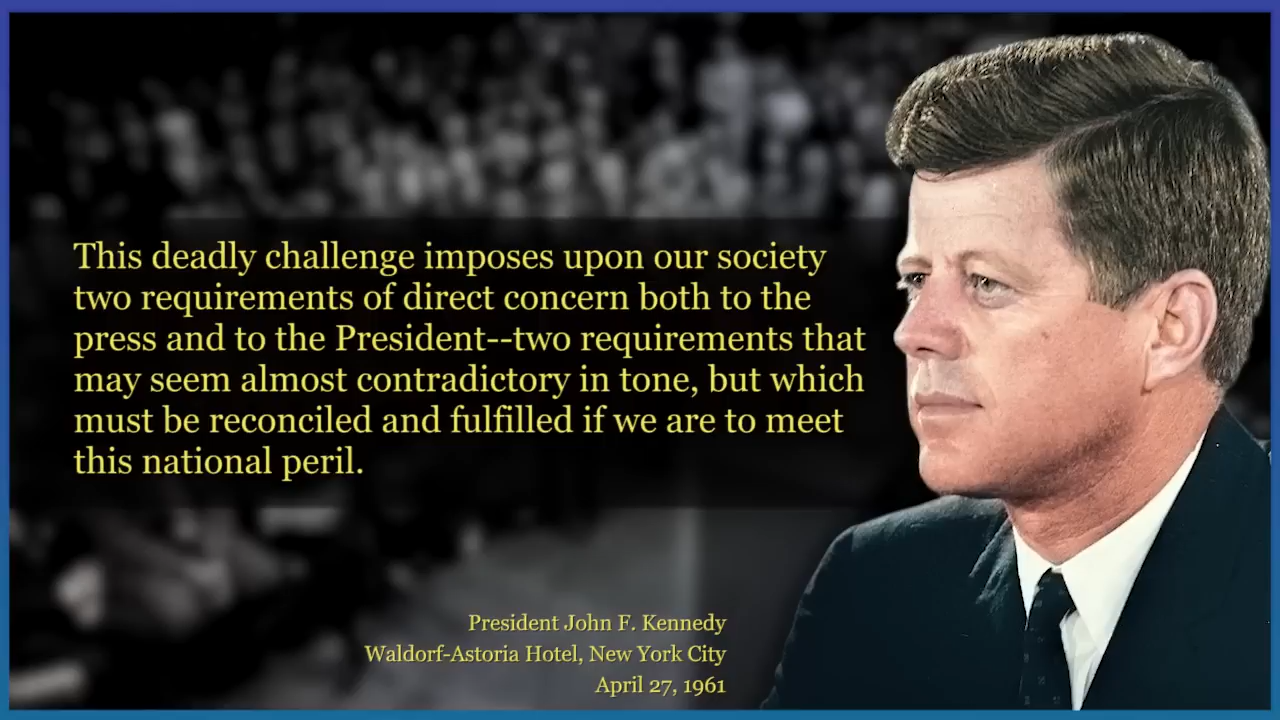 This deadly challenge imposes upon our society
two requirements of direct concern both to the
press and to the President--two requirements that
may seem almost contradictory in tone, but which
must be reconciled and fulfilled if we are to meet
this national peril.
President John F. Kennedy
Waldorf-Astoria Hotel, New York City
April 27, 1961